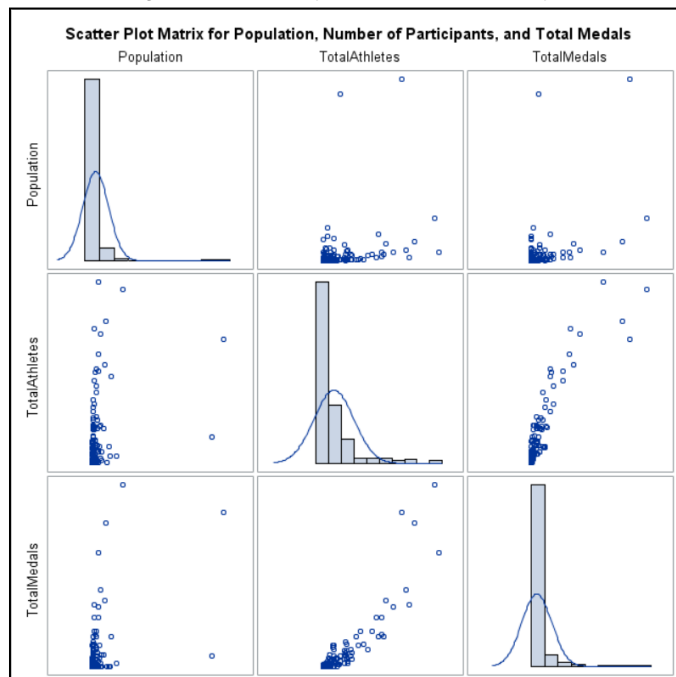 Scatter Plot Matrix for Population, Number of Participants, and Total Medals
Population TotalAthletes TotalMedals
Population
TotalAthletes
TotalMedals